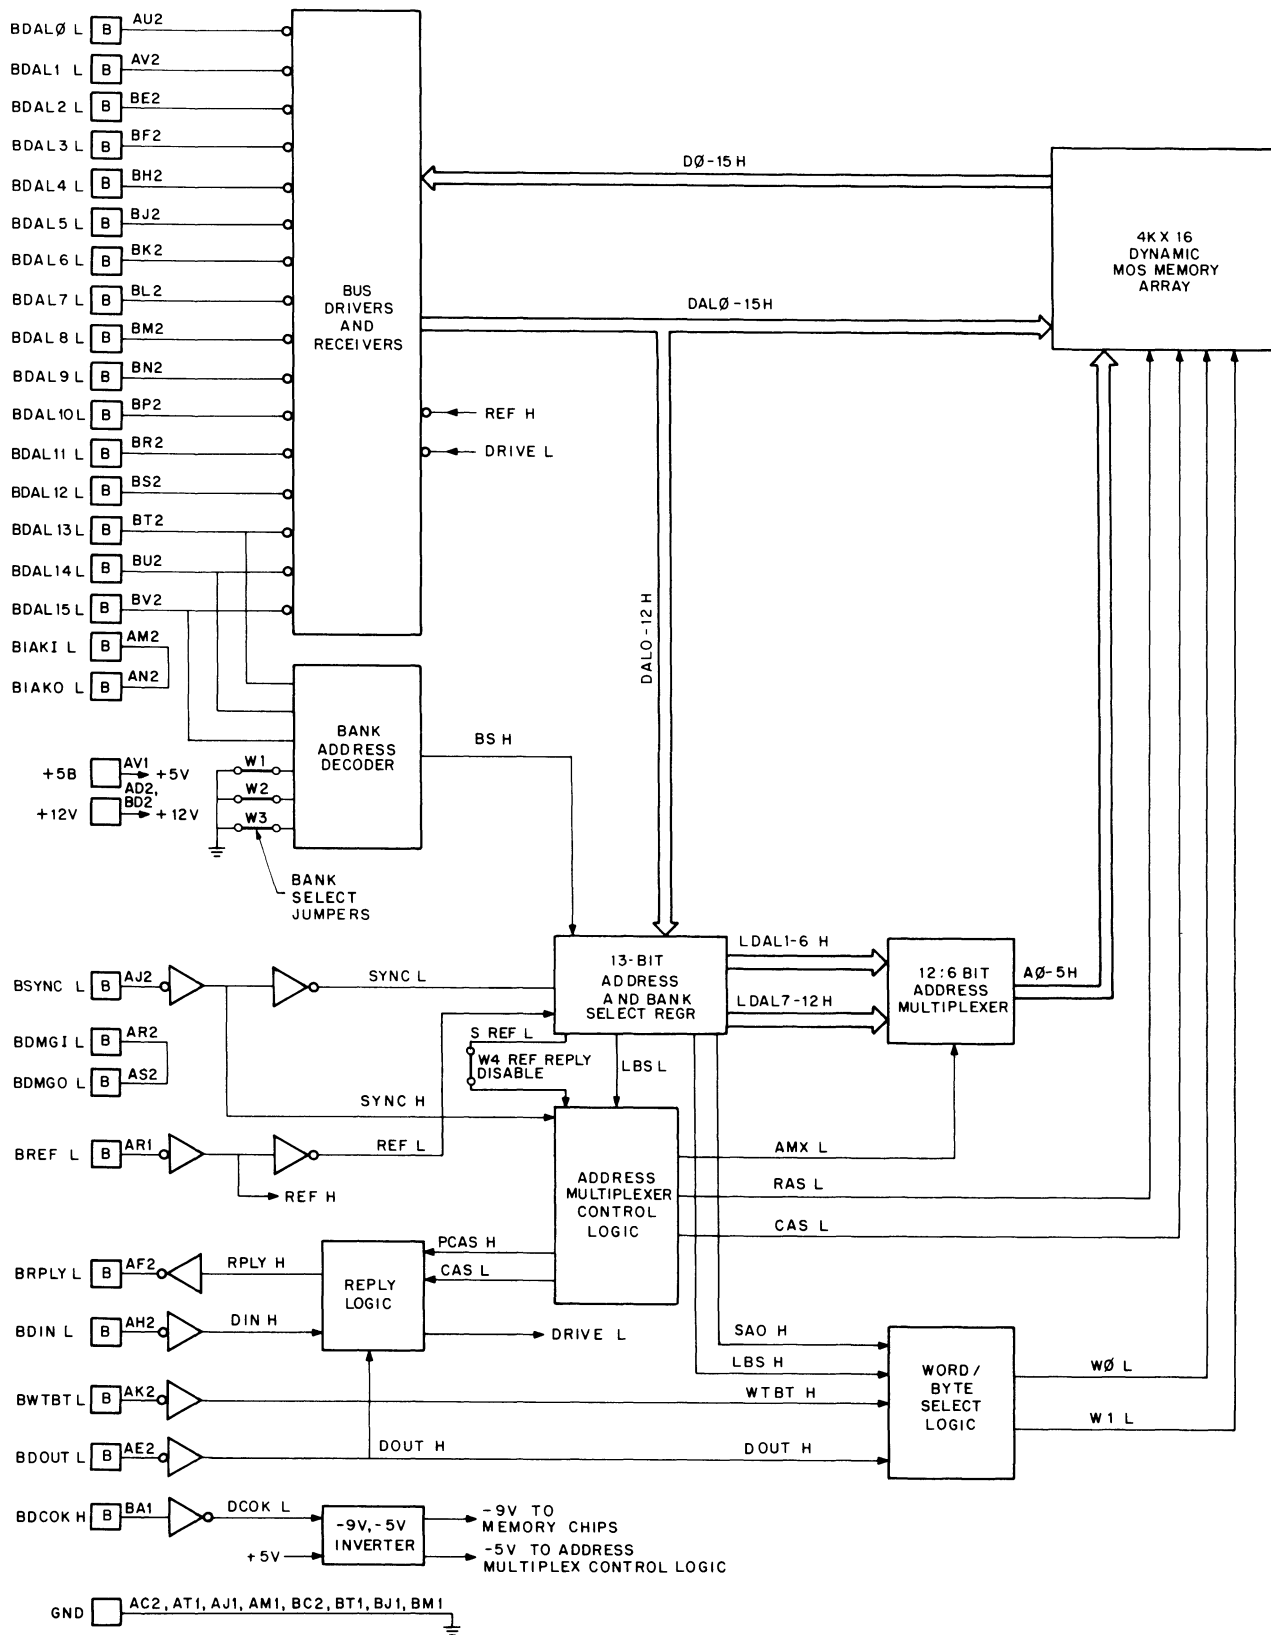 BDALØ L B AU2
BDAL1 L B AV2
BDAL2 L B BE2
BDAL3 L B BF2
BDAL4 L B BH2
BDAL5 L B BJ2
BDAL6 L B BK2
BDAL7 L B BL2
BDAL8 L B BM2
BDAL9 L B BN2
BDAL10 L B BP2
BDAL11 L B BR2
BDAL12 L B BS2
BDAL13 L B BT2
BDAL14 L B BU2
BDAL15 L B BV2
BIAKI L B AM2
BIAKO L B AN2
BUS
DRIVERS
AND
RECEIVERS
DØ-15 H
DALØ-15H
REF H
DRIVE L
4K X 16
DYNAMIC
MOS MEMORY
ARRAY
DALO-12 H
+5B AV1 +5V
+12V AD2,
BD2 +12V
BANK
ADDRESS
DECODER
BS H
W1
W2
W3
BANK
SELECT
JUMPERS
BSYNC L B AJ2
SYNC L
BDMGI L B AR2
BDMGO L B AS2
SYNC H
BREF L B AR1
REF L
REF H
13-BIT
ADDRESS
AND BANK
SELECT REGR
S REF L
W4 REF REPLY
DISABLE
LBS L
LDAL1-6 H
LDAL7-12H
12:6 BIT
ADDRESS
MULTIPLEXER
AØ-5H
ADDRESS
MULTIPLEXER
CONTROL
LOGIC
AMX L
RAS L
CAS L
PCAS H
CAS L
BRPLY L B AF2
RPLY H
REPLY
LOGIC
BDIN L B AH2
DIN H
DRIVE L
SAO H
LBS H
WTBT H
DOUT H
WORD/
BYTE
SELECT
LOGIC
WØ L
W1 L
BWTBT L B AK2
BDOUT L B AE2
DOUT H
BDCOK H B BA1
DCOK L
+5V
-9V,-5V
INVERTER
-9V TO
MEMORY CHIPS
-5V TO ADDRESS
MULTIPLEX CONTROL LOGIC
GND AC2, AT1, AJ1, AM1, BC2, BT1, BJ1, BM1